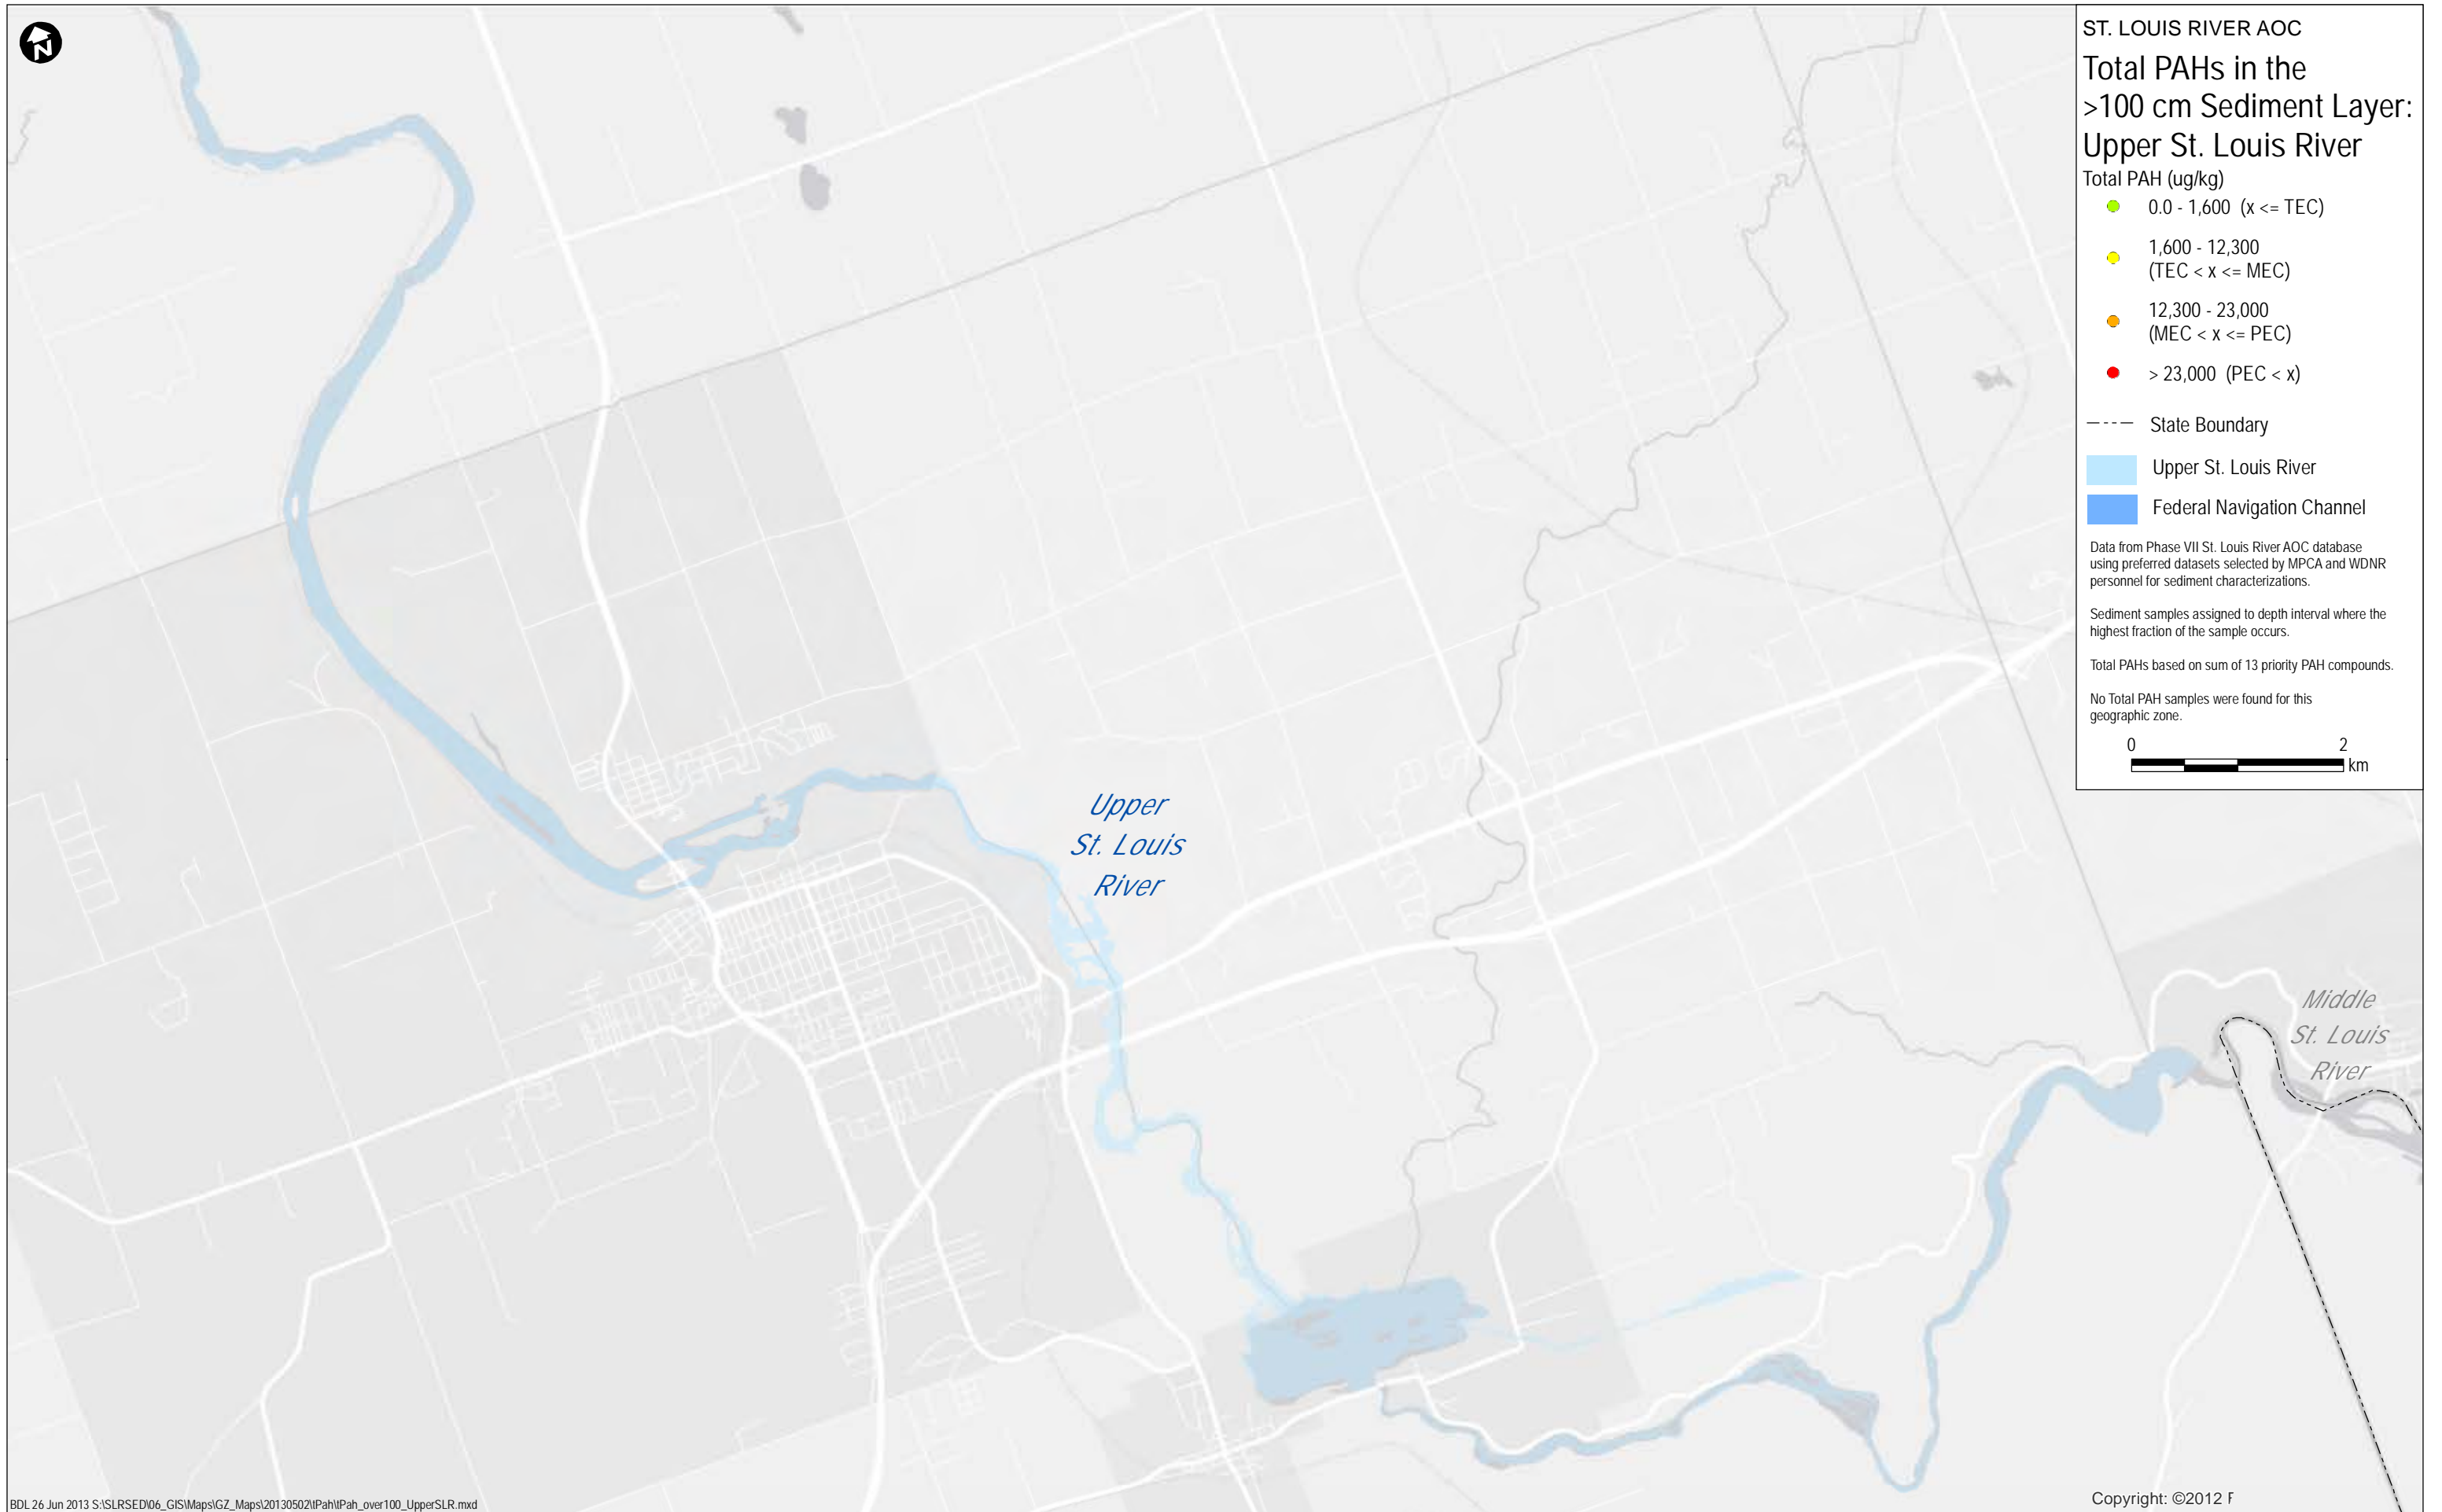 N
ST. LOUIS RIVER AOC
Total PAHs in the
>100 cm Sediment Layer:
Upper St. Louis River
Total PAH (ug/kg)
0.0 - 1,600 (x <= TEC)
1,600 - 12,300
(TEC < x <= MEC)
12,300 - 23,000
(MEC < x <= PEC)
> 23,000 (PEC < x)
State Boundary
Upper St. Louis River
Federal Navigation Channel
Data from Phase VII St. Louis River AOC database
using preferred datasets selected by MPCA and WDNR
personnel for sediment characterizations.
Sediment samples assigned to depth interval where the
highest fraction of the sample occurs.
Total PAHs based on sum of 13 priority PAH compounds.
No Total PAH samples were found for this
geographic zone.
0 2
km
Upper
St. Louis
River
Middle
St. Louis
River
BDL 26 Jun 2013 S:\SLRSED\06_GIS\Maps\GZ_Maps\20130502\tPah\tPah_over100_UpperSLR.mxd
Copyright: ©2012